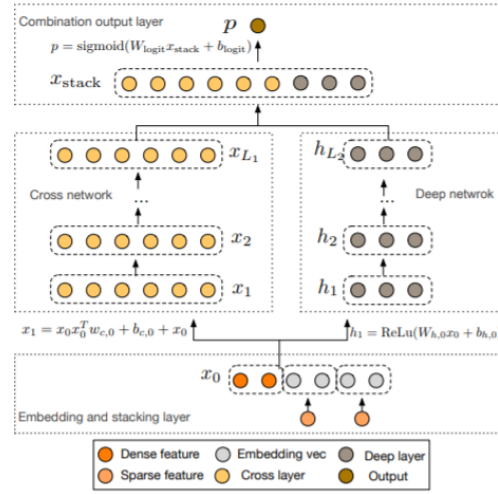 Combination output layer
p
p = sigmoid(W_logit x_stack + b_logit)
x_stack
x_{L_1}
h_{L_2}
Cross network
Deep netwrok
...
...
x_2
h_2
x_1
h_1
x_1 = x_0 x_0^T w_{c,0} + b_{c,0} + x_0
h_1 = ReLu(W_{h,0} x_0 + b_{h,0}
x_0
Embedding and stacking layer
Dense feature
Embedding vec
Deep layer
Sparse feature
Cross layer
Output